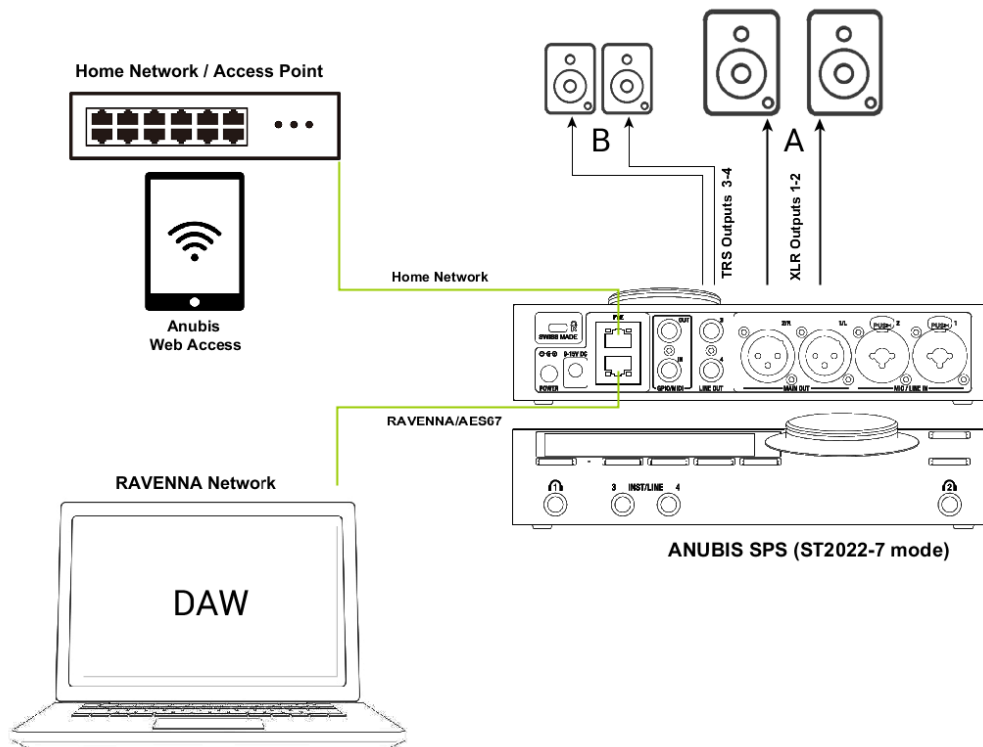 Home Network / Access Point
B
A
TRS Outputs 3-4
XLR Outputs 1-2
Home Network
Anubis
Web Access
SWISS MADE
OUT
3
2/R
1/L
PUSH
2
PUSH
1
POWER
9-15V DC
IN
4
GPIO/MIDI
LINE OUT
MAIN OUT
MIC / LINE IN
RAVENNA/AES67
RAVENNA Network
1
3
INST/LINE
4
2
ANUBIS SPS (ST2022-7 mode)
DAW